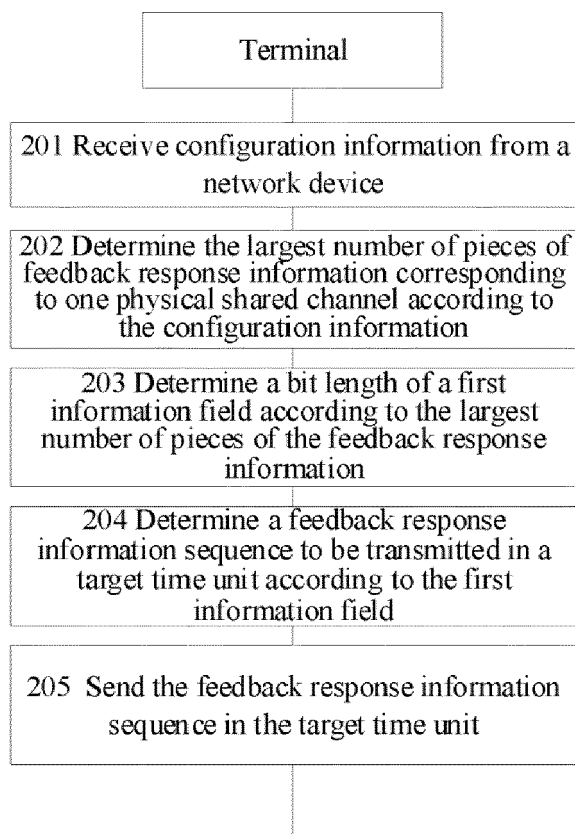 Terminal
201 Receive configuration information from a
network device
202 Determine the largest number of pieces of
feedback response information corresponding
to one physical shared channel according to
the configuration information
203 Determine a bit length of a first
information field according to the largest
number of pieces of the feedback response
information
204 Determine a feedback response
information sequence to be transmitted in a
target time unit according to the first
information field
205 Send the feedback response information
sequence in the target time unit